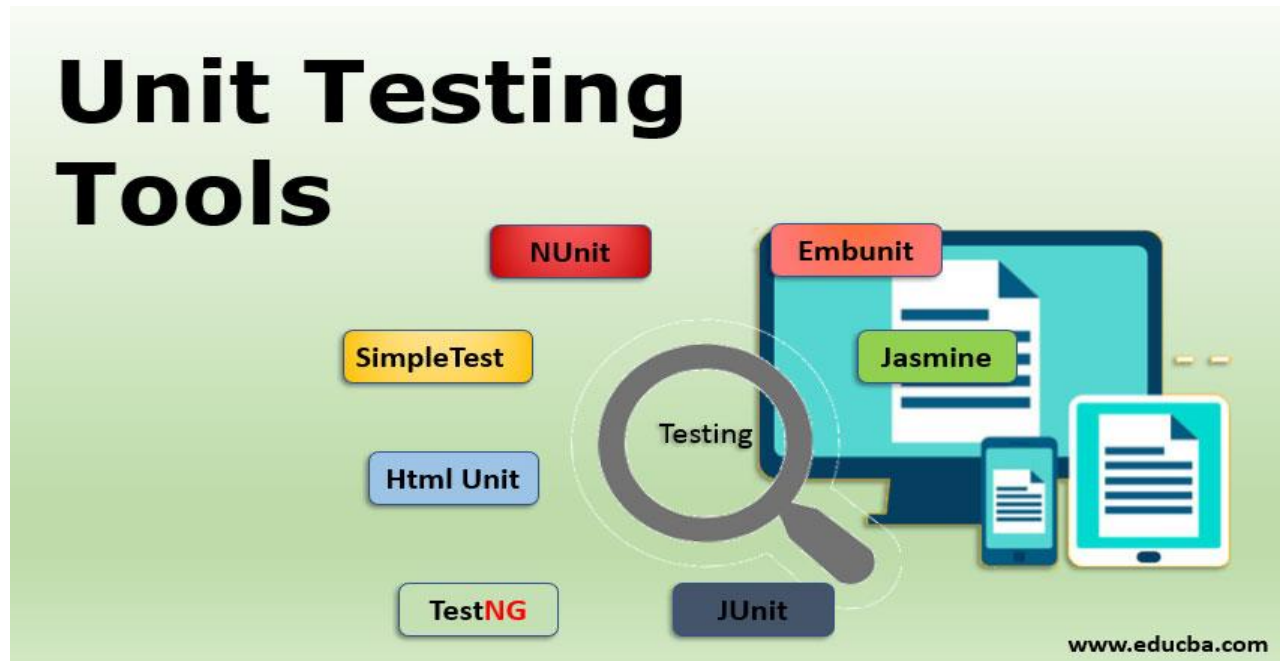 Unit Testing
Tools
NUnit
Embunit
SimpleTest
Jasmine
Testing
Html Unit
TestNG
JUnit
www.educba.com